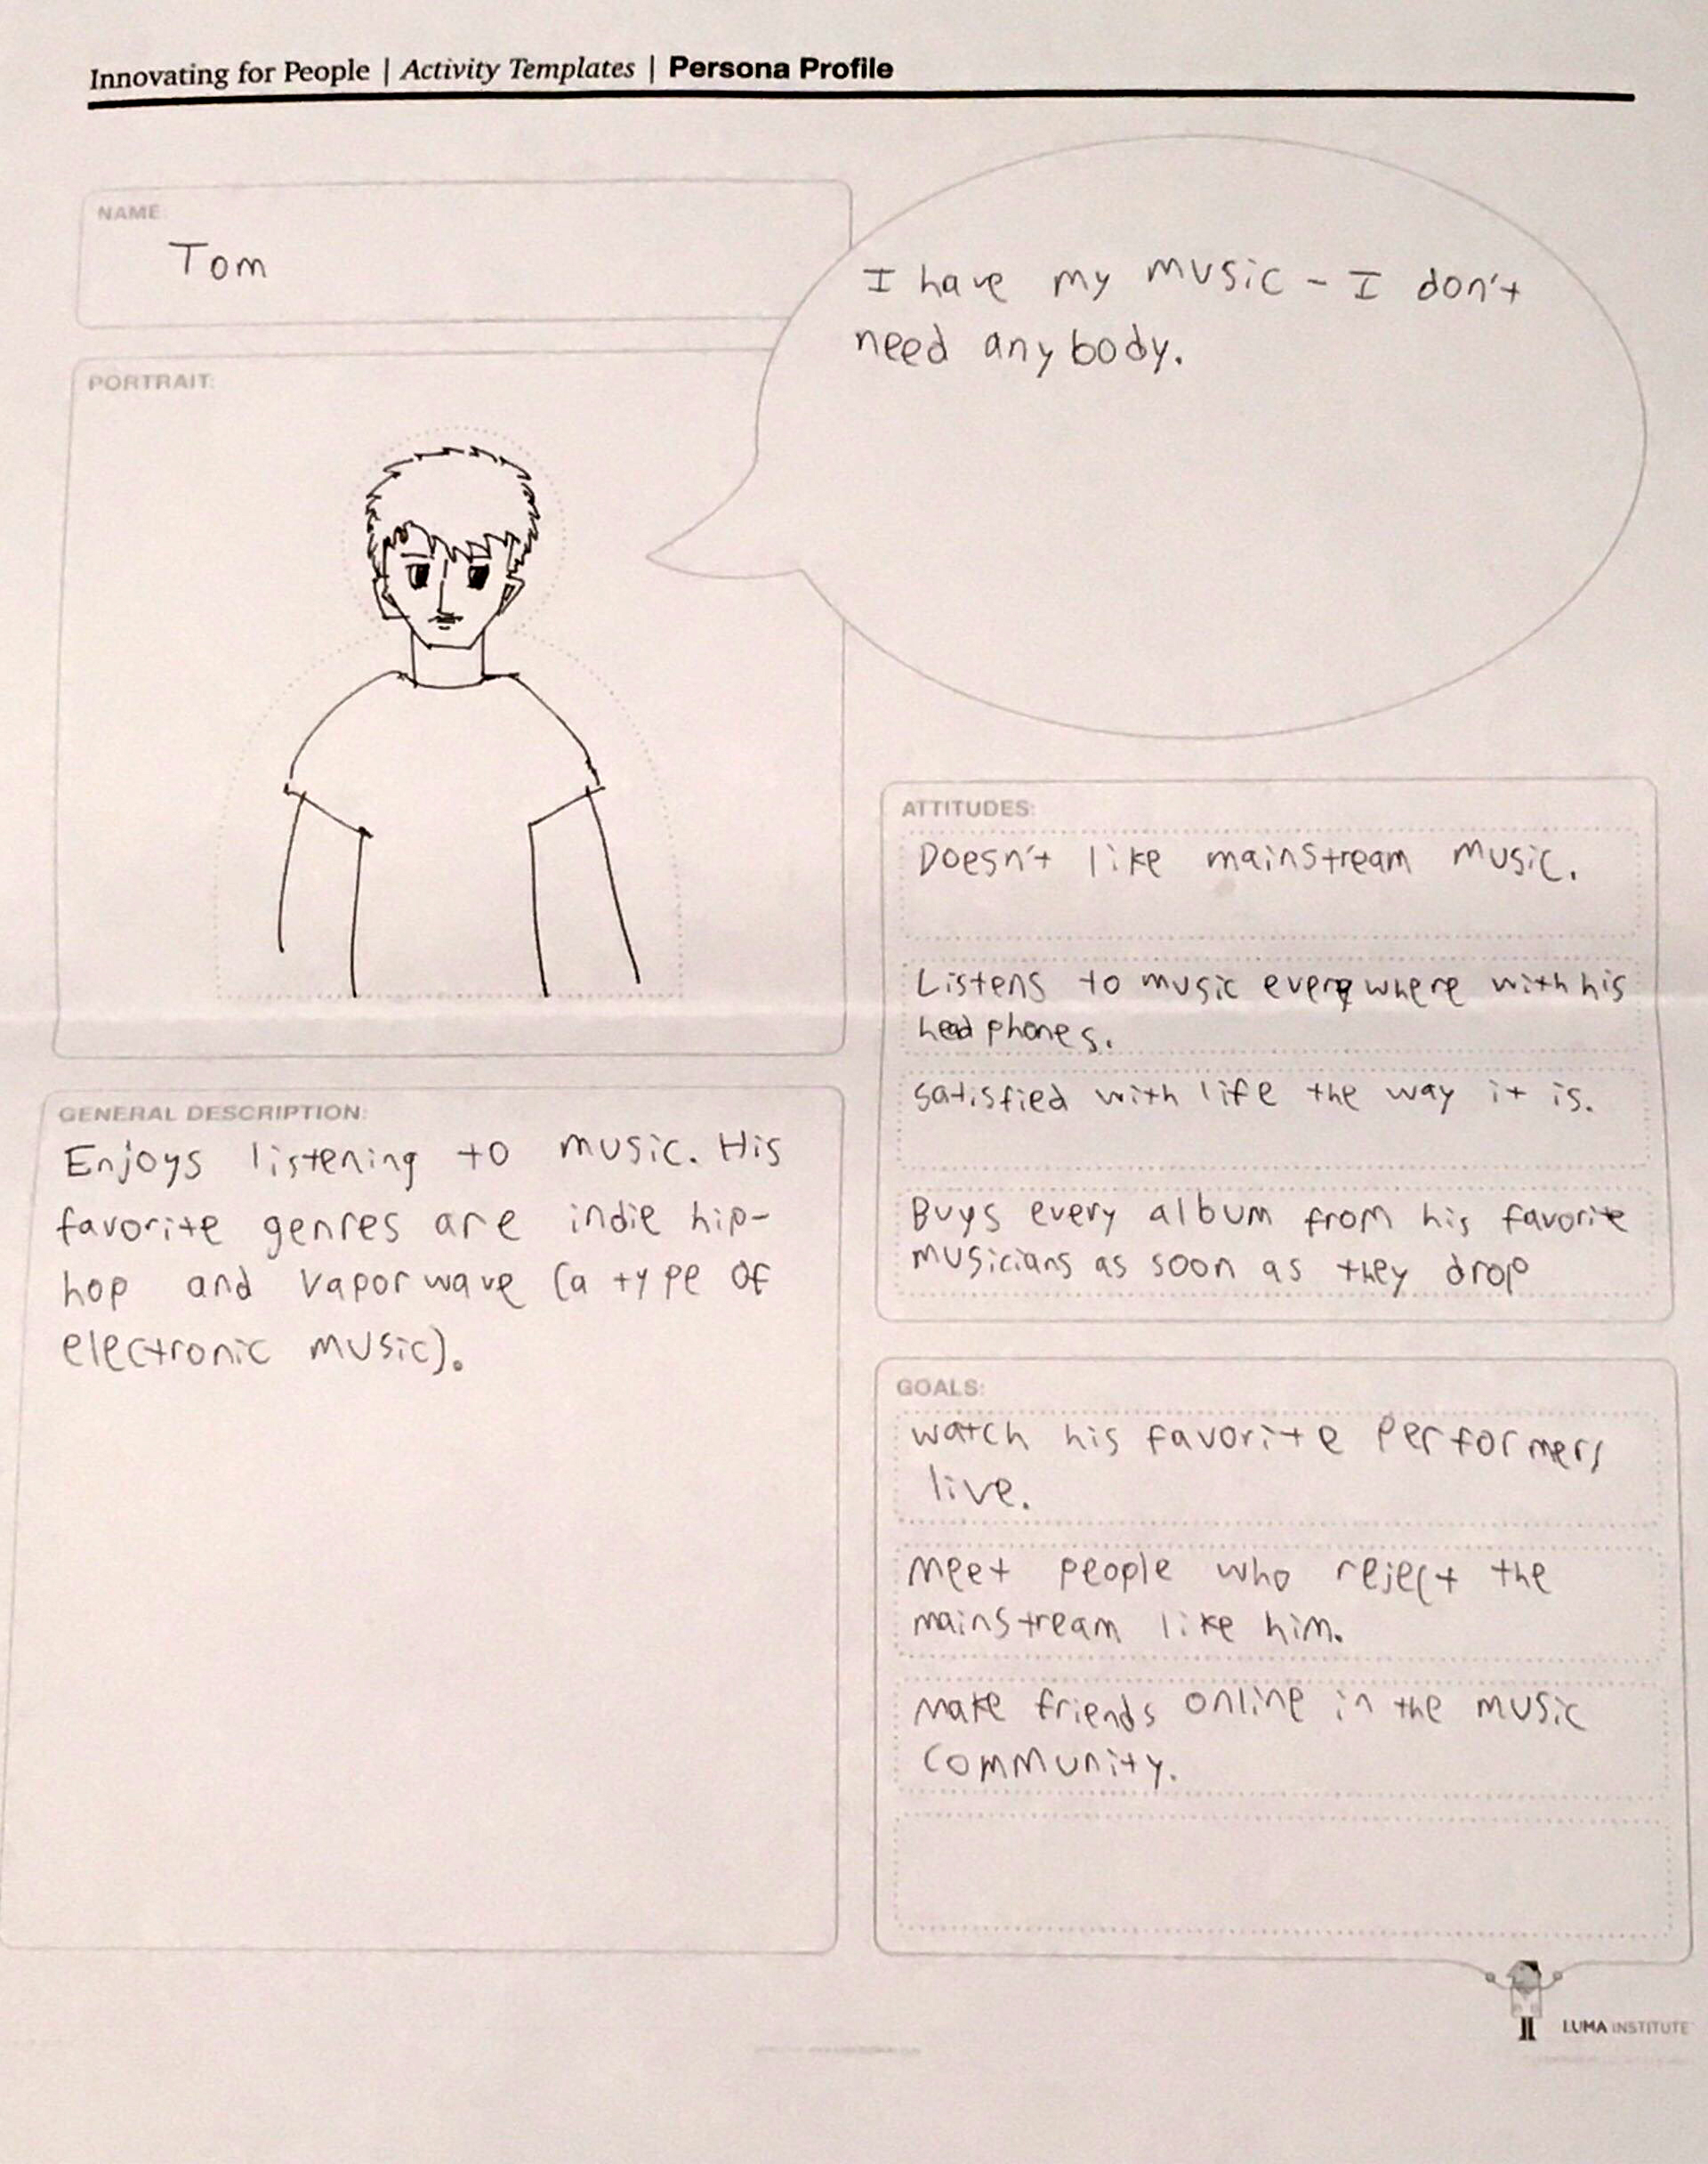 Innovating for People | Activity Templates | Persona Profile
NAME:
Tom
I have my music - I don't
need anybody.
PORTRAIT:
ATTITUDES:
Doesn't like mainstream music.
Listens to music everywhere with his
headphones.
Satisfied with life the way it is.
Buys every album from his favorite
musicians as soon as they drop
GENERAL DESCRIPTION:
Enjoys listening to music. His
favorite genres are indie hip-
hop and vaporwave (a type of
electronic music).
GOALS:
watch his favorite performers
live.
Meet people who reject the
mainstream like him.
Make friends online in the music
community.
LUMA INSTITUTE